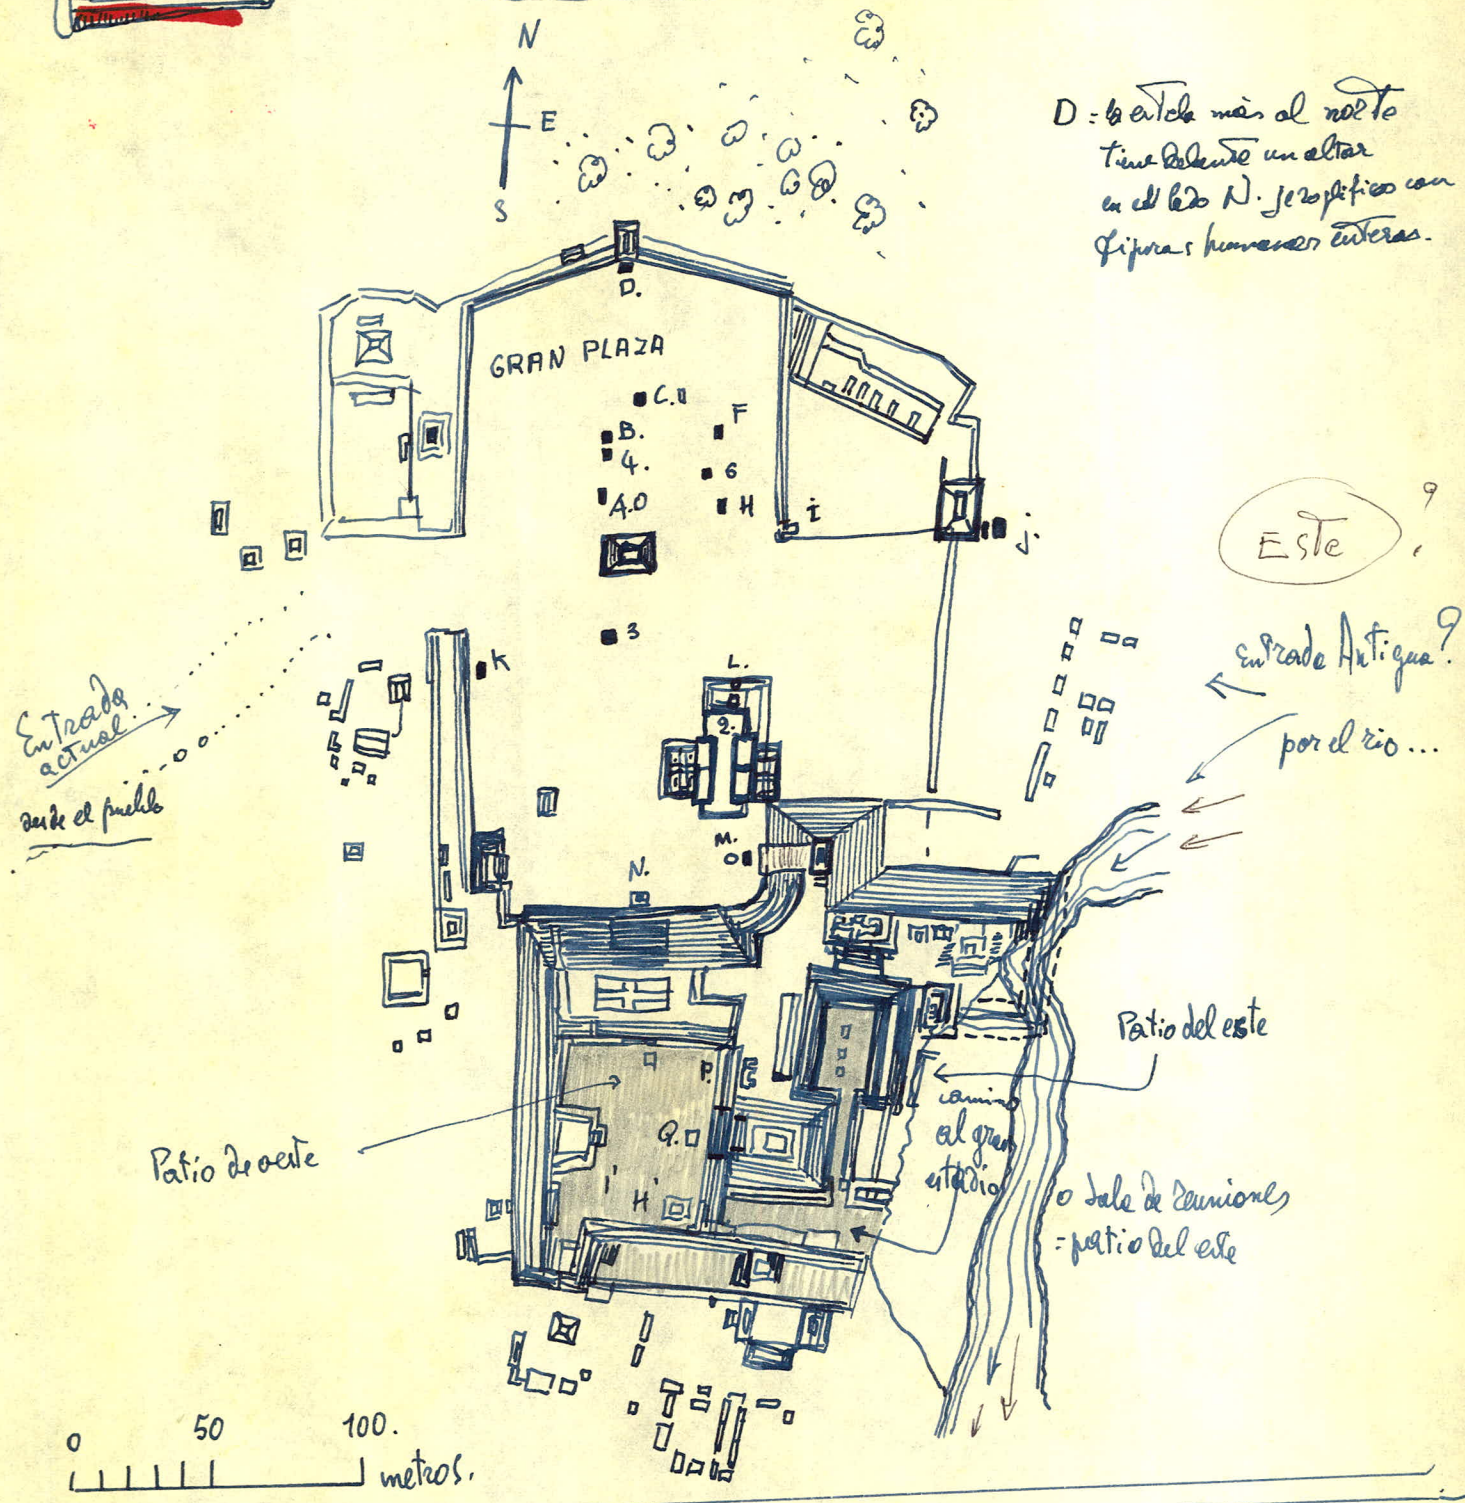 N
E
S
D = la estela más al norte
tiene delante un altar
en el lado N. jeroglíficos con
figuras humanas enteras.
D.
GRAN PLAZA
C.
F
B.
4.
6
A.
H
i
j.
Este ?
3
K
L.
Entrada Antigua?
por el rio...
Entrada
actual...
desde el pueblo
2.
M.
N.
Patio del este
P.
camino
al gran
estadio
Patio de oeste
Q.
I'
H'
o Sala de reuniones
= patio del este
0 50 100.
metros.